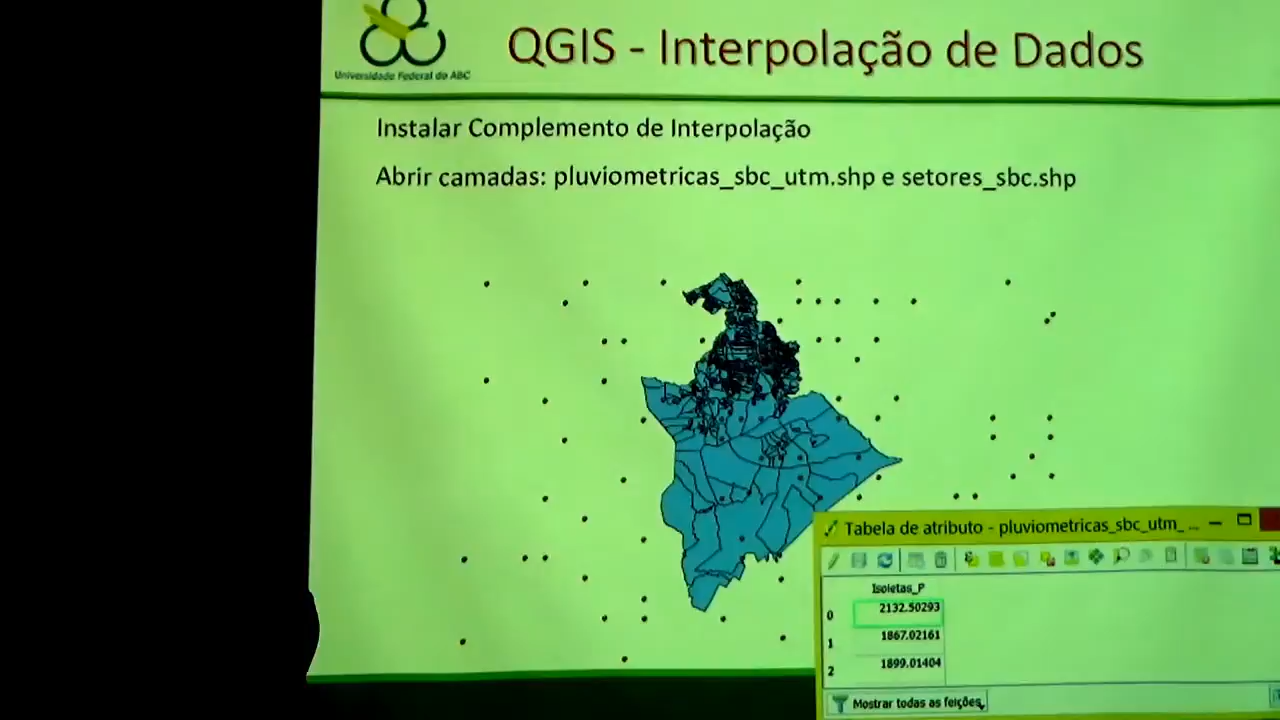 Universidade Federal do ABC
QGIS - Interpolação de Dados
Instalar Complemento de Interpolação
Abrir camadas: pluviometricas_sbc_utm.shp e setores_sbc.shp
Tabela de atributo - pluviometricas_sbc_utm_ ...
Isoietas_P
0 2132.50293
1 1867.02161
2 1899.01404
Mostrar todas as feições